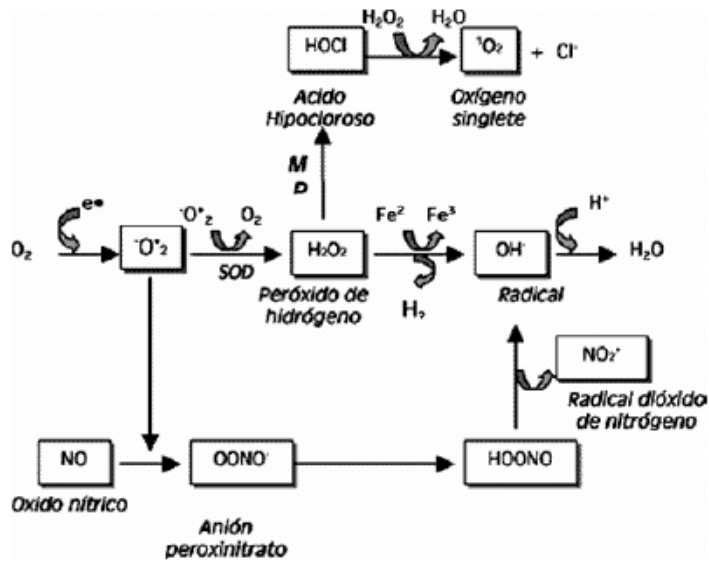 H₂O₂ H₂O
HOCl ¹O₂ + Cl⁻
Acido
Hipocloroso
Oxígeno
singlete
M
P
e•
⁻O•₂ O₂
Fe² Fe³
H⁺
O₂ ⁻O•₂ H₂O₂ OH· H₂O
SOD
Peróxido de
hidrógeno
H₂
Radical
NO₂•
Radical dióxido
de nitrógeno
NO OONO⁻ HOONO
Oxido nítrico
Anión
peroxinitrato